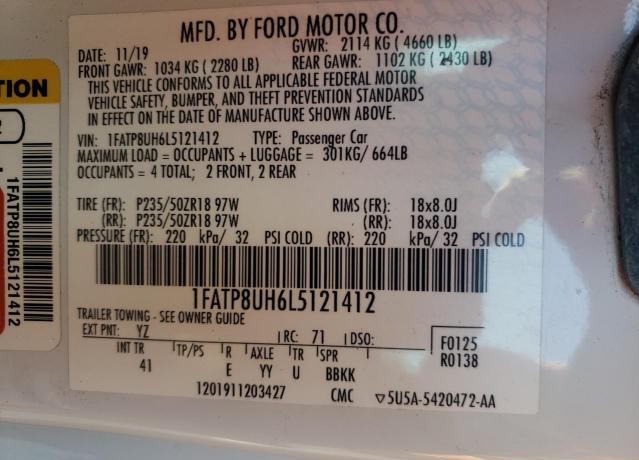 MFD. BY FORD MOTOR CO.
DATE: 11/19 GVWR: 2114 KG ( 4660 LB)
FRONT GAWR: 1034 KG ( 2280 LB) REAR GAWR: 1102 KG ( 2430 LB)
THIS VEHICLE CONFORMS TO ALL APPLICABLE FEDERAL MOTOR
VEHICLE SAFETY, BUMPER, AND THEFT PREVENTION STANDARDS
IN EFFECT ON THE DATE OF MANUFACTURE SHOWN ABOVE.
VIN: 1FATP8UH6L5121412 TYPE: Passenger Car
MAXIMUM LOAD = OCCUPANTS + LUGGAGE = 301KG/ 664LB
OCCUPANTS = 4 TOTAL; 2 FRONT, 2 REAR
TIRE (FR): P235/50ZR18 97W RIMS (FR): 18x8.0J
(RR): P235/50ZR18 97W (RR): 18x8.0J
PRESSURE (FR): 220 kPa/ 32 PSI COLD (RR): 220 kPa/ 32 PSI COLD
1FATP8UH6L5121412
TRAILER TOWING - SEE OWNER GUIDE
EXT PNT: YZ RC: 71 DSO: F0125
R0138
INT TR TP/PS R AXLE TR SPR
41 E YY U BBKK
1201911203427 CMC ▽5U5A-5420472-AA
TION
1FATP8UH6L5121412